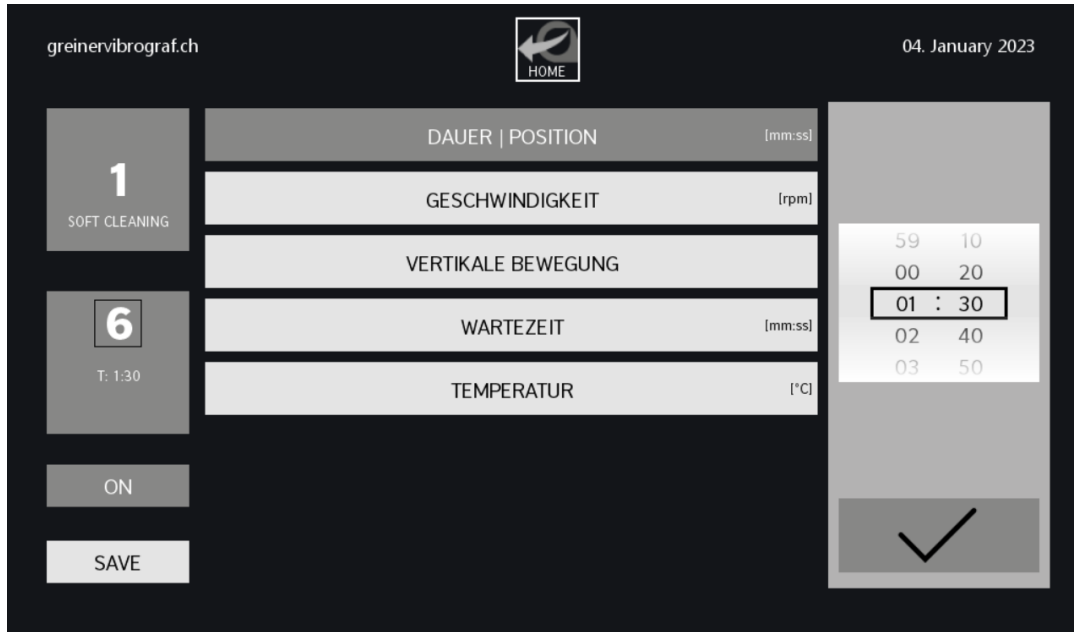 greinervibrograf.ch
HOME
04. January 2023
1
SOFT CLEANING
6
T: 1:30
ON
SAVE
DAUER | POSITION [mm:ss]
GESCHWINDIGKEIT [rpm]
VERTIKALE BEWEGUNG
WARTEZEIT [mm:ss]
TEMPERATUR [°C]
59 10
00 20
01 : 30
02 40
03 50